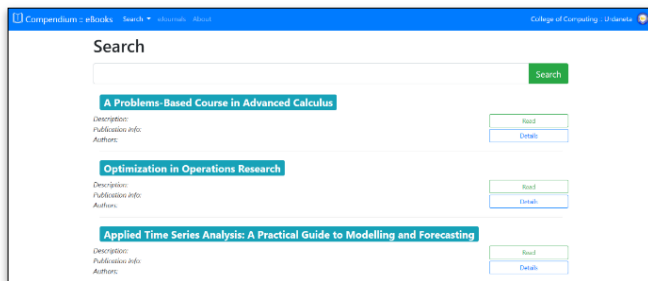 Compendium :: eBooks Search eJournals About College of Computing :: Urdaneta
Search
Search
A Problems-Based Course in Advanced Calculus
Description:
Publication info:
Authors:
Read
Details
Optimization in Operations Research
Description:
Publication info:
Authors:
Read
Details
Applied Time Series Analysis: A Practical Guide to Modelling and Forecasting
Description:
Publication info:
Authors:
Read
Details